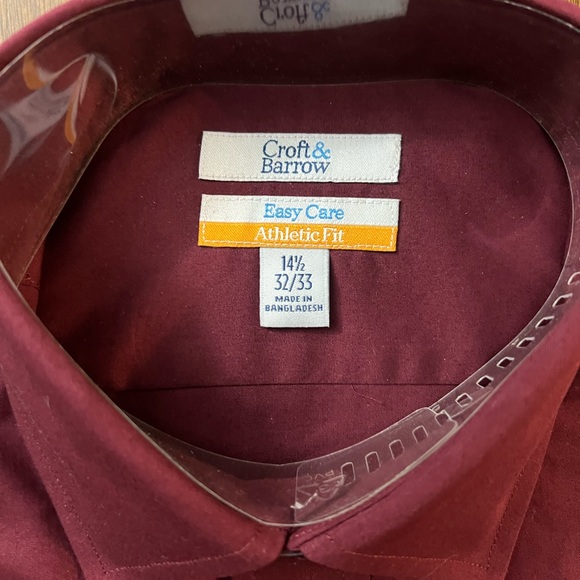 Croft&
Barrow
Easy Care
Athletic Fit
14½
32/33
MADE IN
BANGLADESH